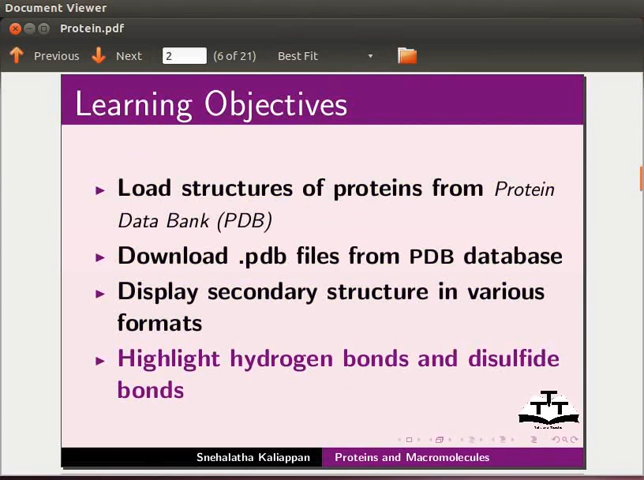 Document Viewer
Protein.pdf
Previous Next 2 (6 of 21) Best Fit
Learning Objectives
Load structures of proteins from Protein
Data Bank (PDB)
Download .pdb files from PDB database
Display secondary structure in various
formats
Highlight hydrogen bonds and disulfide
bonds
Snehalatha Kaliappan Proteins and Macromolecules